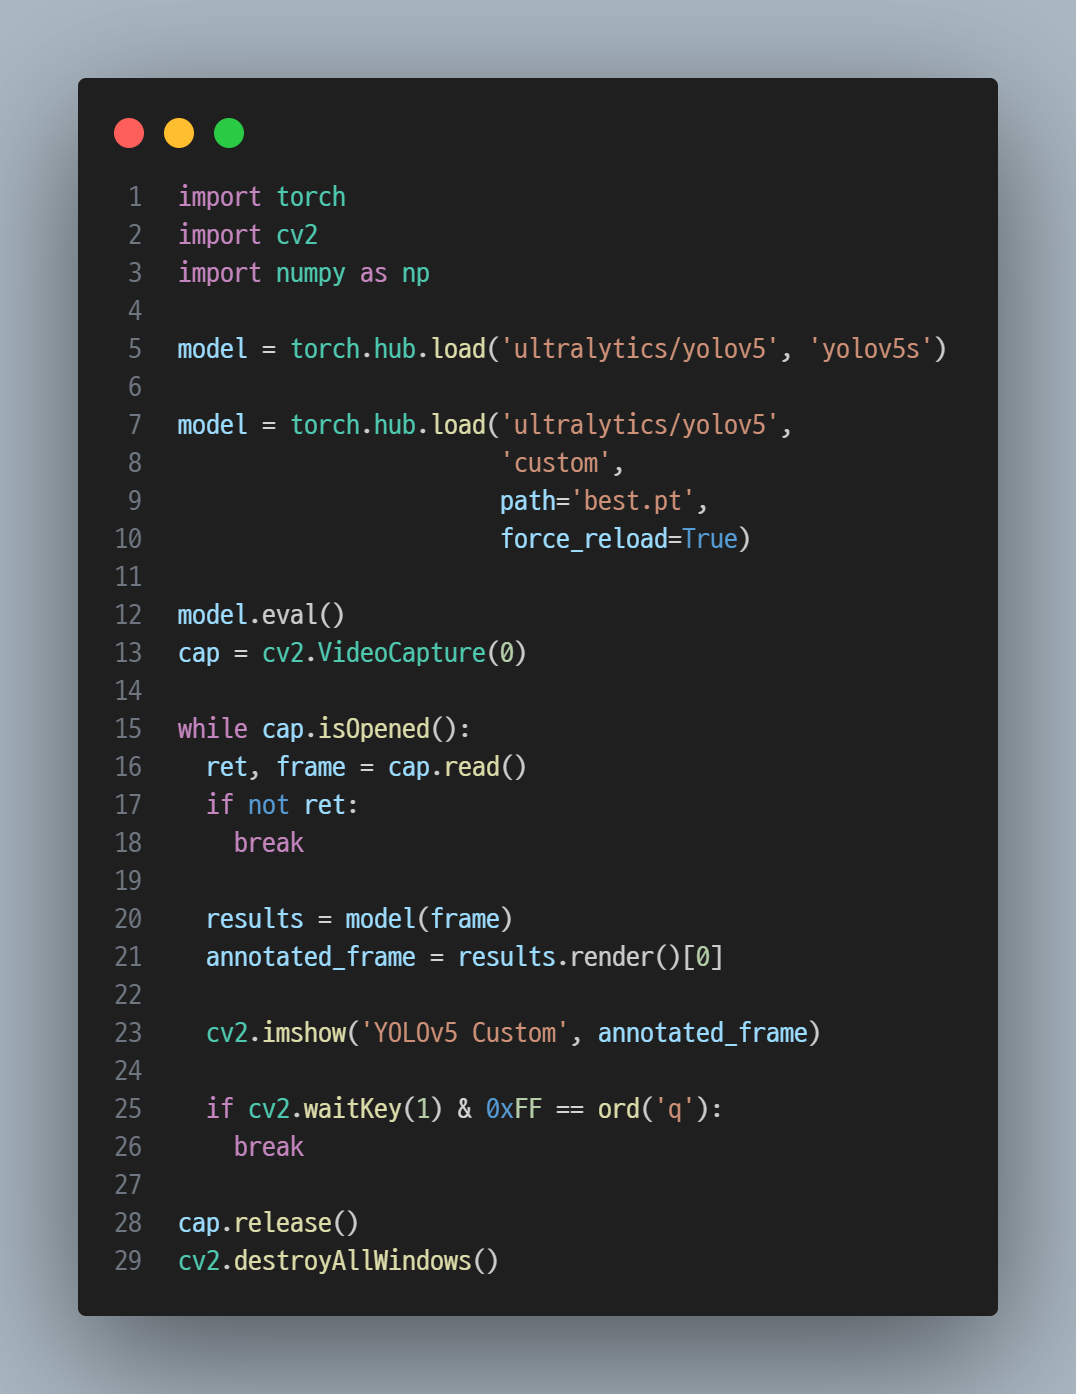 1 import torch
2 import cv2
3 import numpy as np
4
5 model = torch.hub.load('ultralytics/yolov5', 'yolov5s')
6
7 model = torch.hub.load('ultralytics/yolov5',
8                        'custom',
9                        path='best.pt',
10                        force_reload=True)
11
12 model.eval()
13 cap = cv2.VideoCapture(0)
14
15 while cap.isOpened():
16   ret, frame = cap.read()
17   if not ret:
18     break
19
20   results = model(frame)
21   annotated_frame = results.render()[0]
22
23   cv2.imshow('YOLOv5 Custom', annotated_frame)
24
25   if cv2.waitKey(1) & 0xFF == ord('q'):
26     break
27
28 cap.release()
29 cv2.destroyAllWindows()